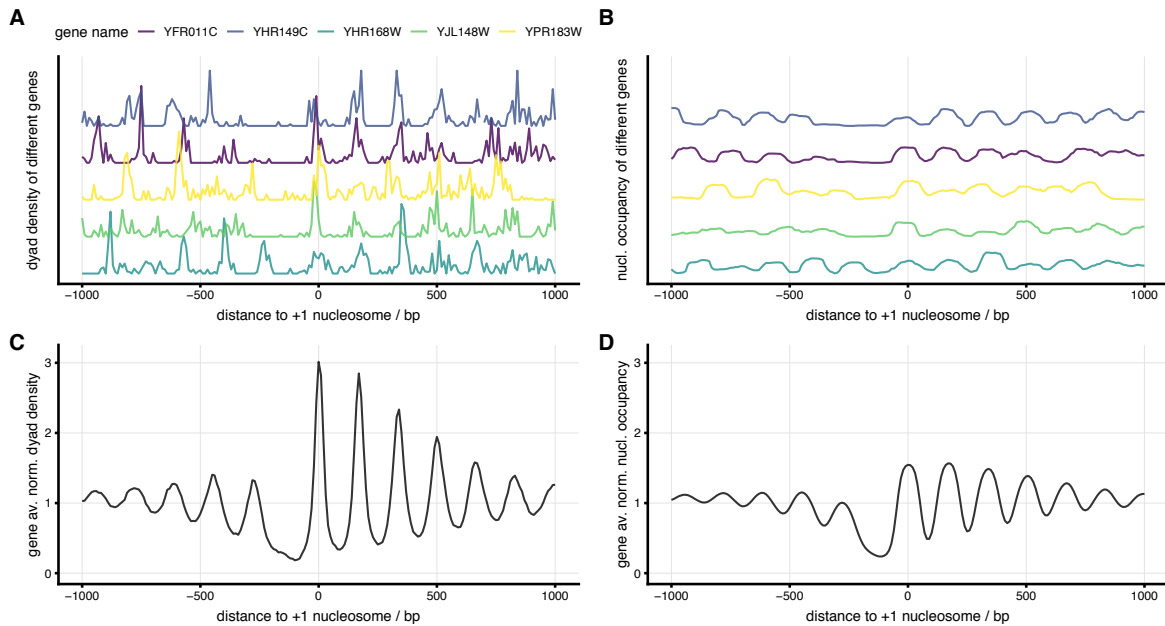 A
gene name YFR011C YHR149C YHR168W YJL148W YPR183W
dyad density of different genes
−1000 −500 0 500 1000
distance to +1 nucleosome / bp
B
nucl. occupancy of different genes
−1000 −500 0 500 1000
distance to +1 nucleosome / bp
C
gene av. norm. dyad density
3
2
1
0
−1000 −500 0 500 1000
distance to +1 nucleosome / bp
D
gene av. norm. nucl. occupancy
3
2
1
0
−1000 −500 0 500 1000
distance to +1 nucleosome / bp